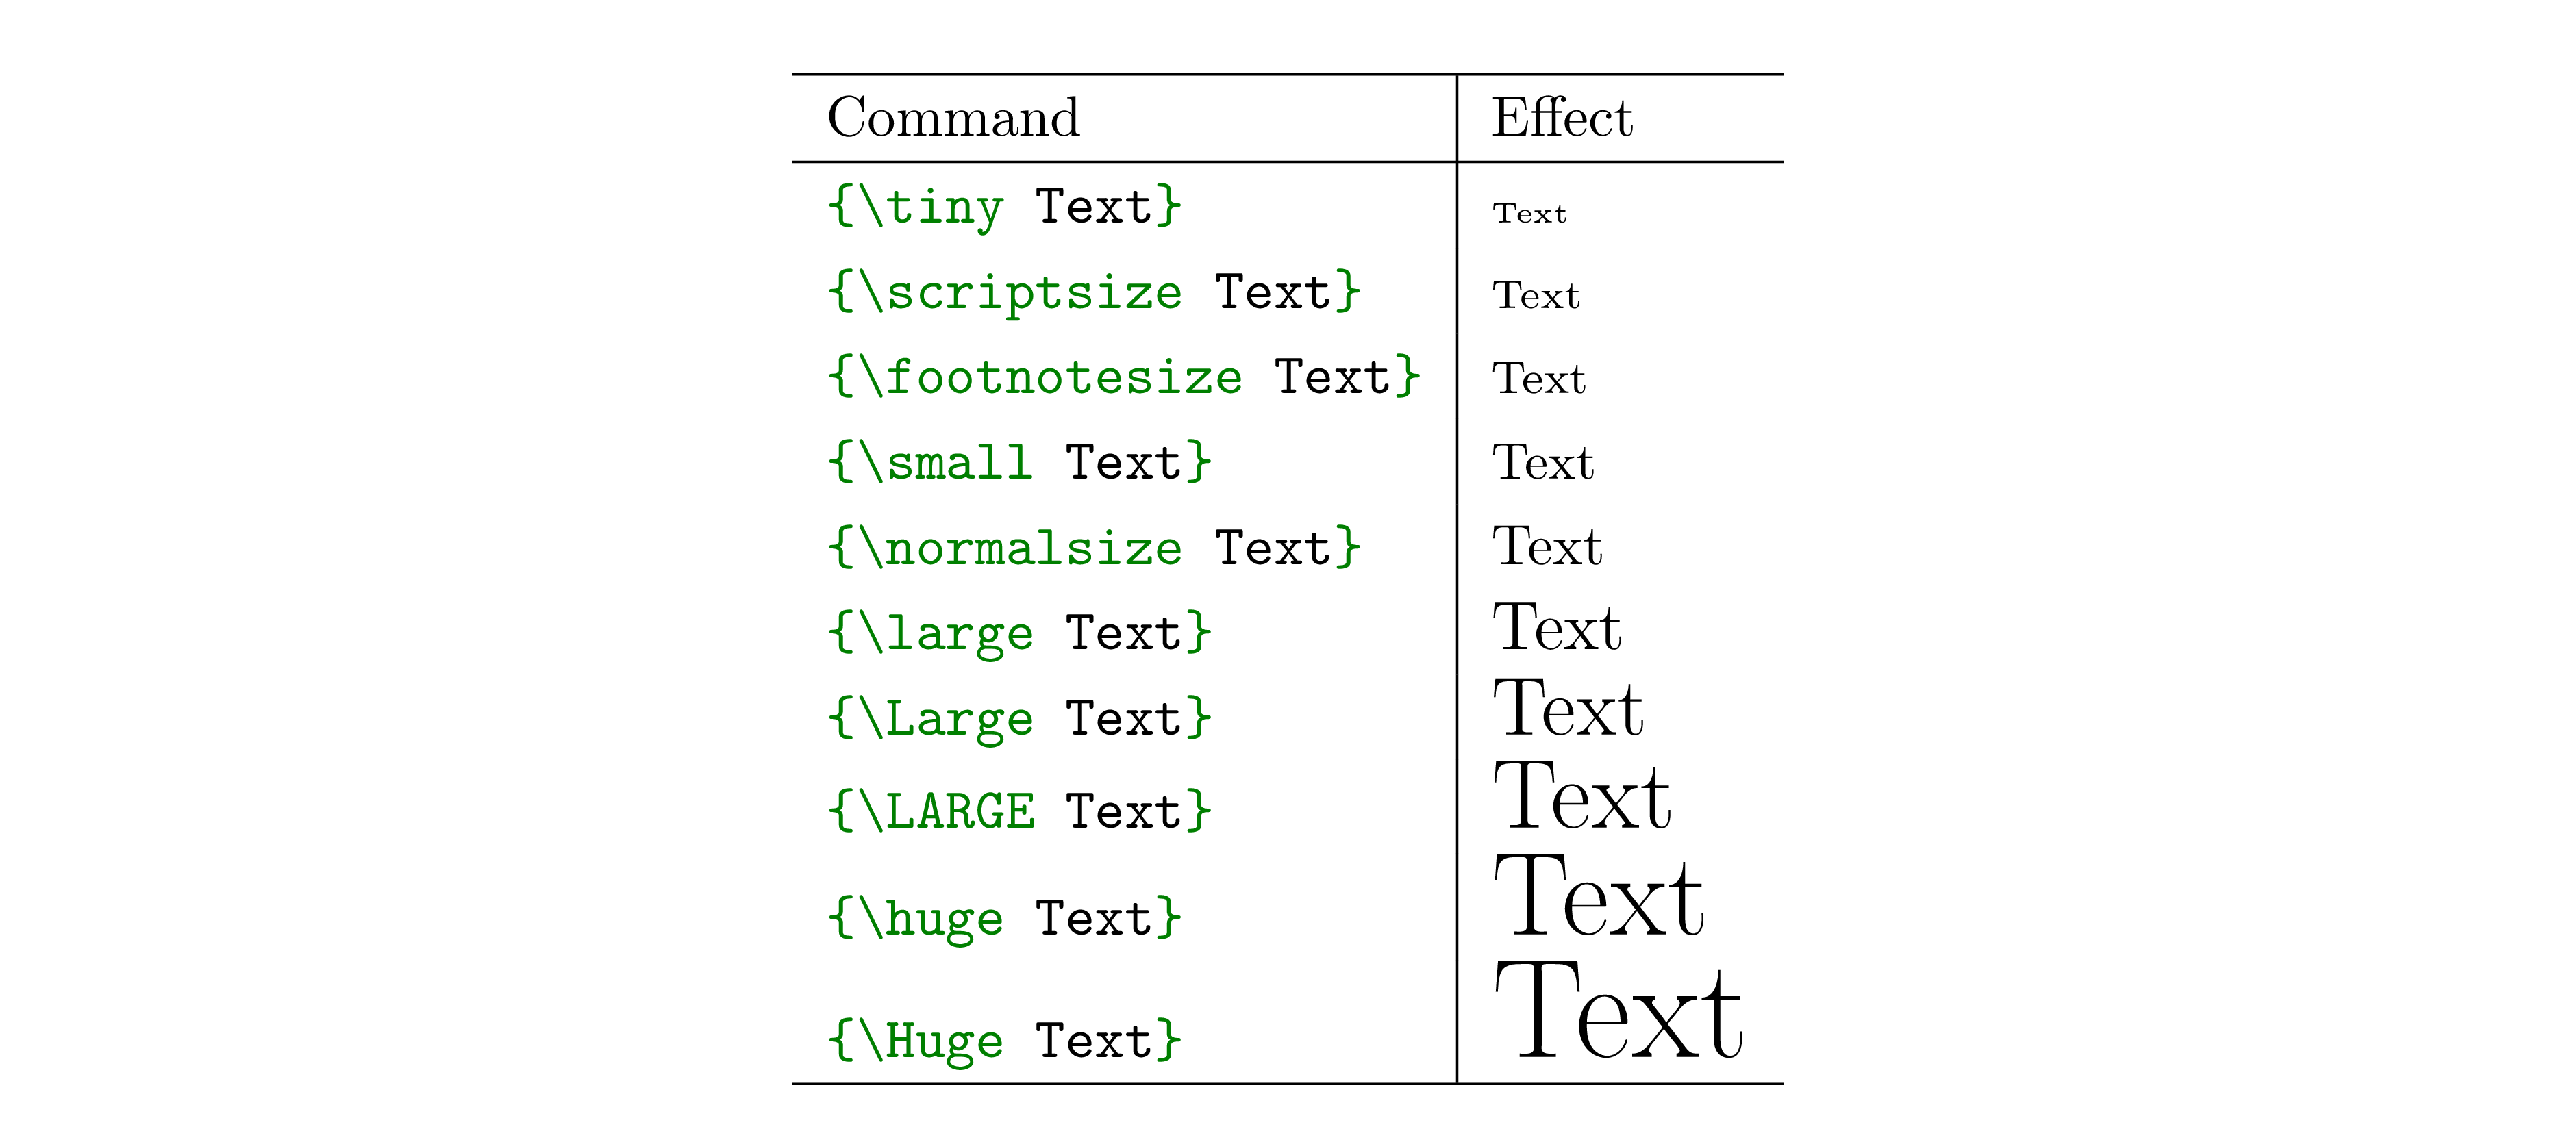 Command Effect
{\tiny Text} Text
{\scriptsize Text} Text
{\footnotesize Text} Text
{\small Text} Text
{\normalsize Text} Text
{\large Text} Text
{\Large Text} Text
{\LARGE Text} Text
{\huge Text} Text
{\Huge Text} Text